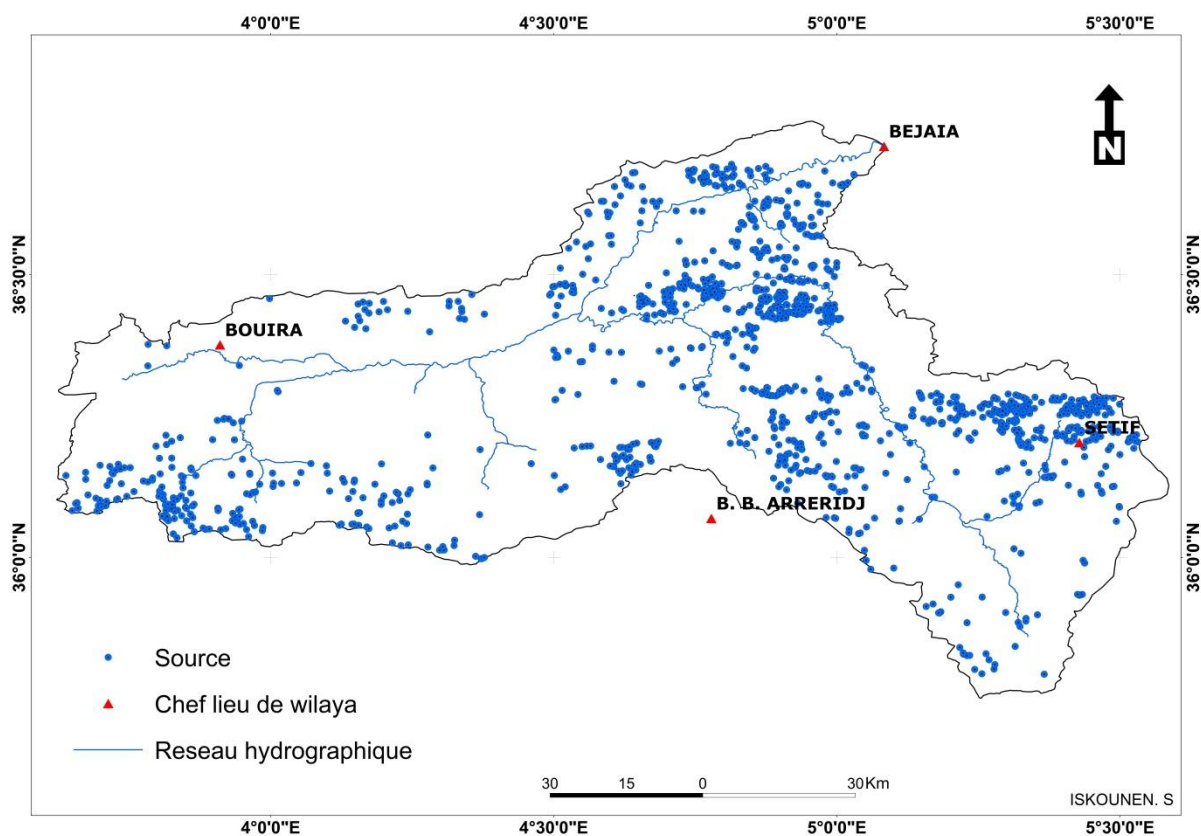 4°0'0"E 4°30'0"E 5°0'0"E 5°30'0"E
N
BEJAIA
36°30'0"N 36°30'0"N
BOUIRA
SETIF
B. B. ARRERIDJ
36°0'0"N 36°0'0"N
Source
Chef lieu de wilaya
Reseau hydrographique
30 15 0 30Km
ISKOUNEN. S
4°0'0"E 4°30'0"E 5°0'0"E 5°30'0"E